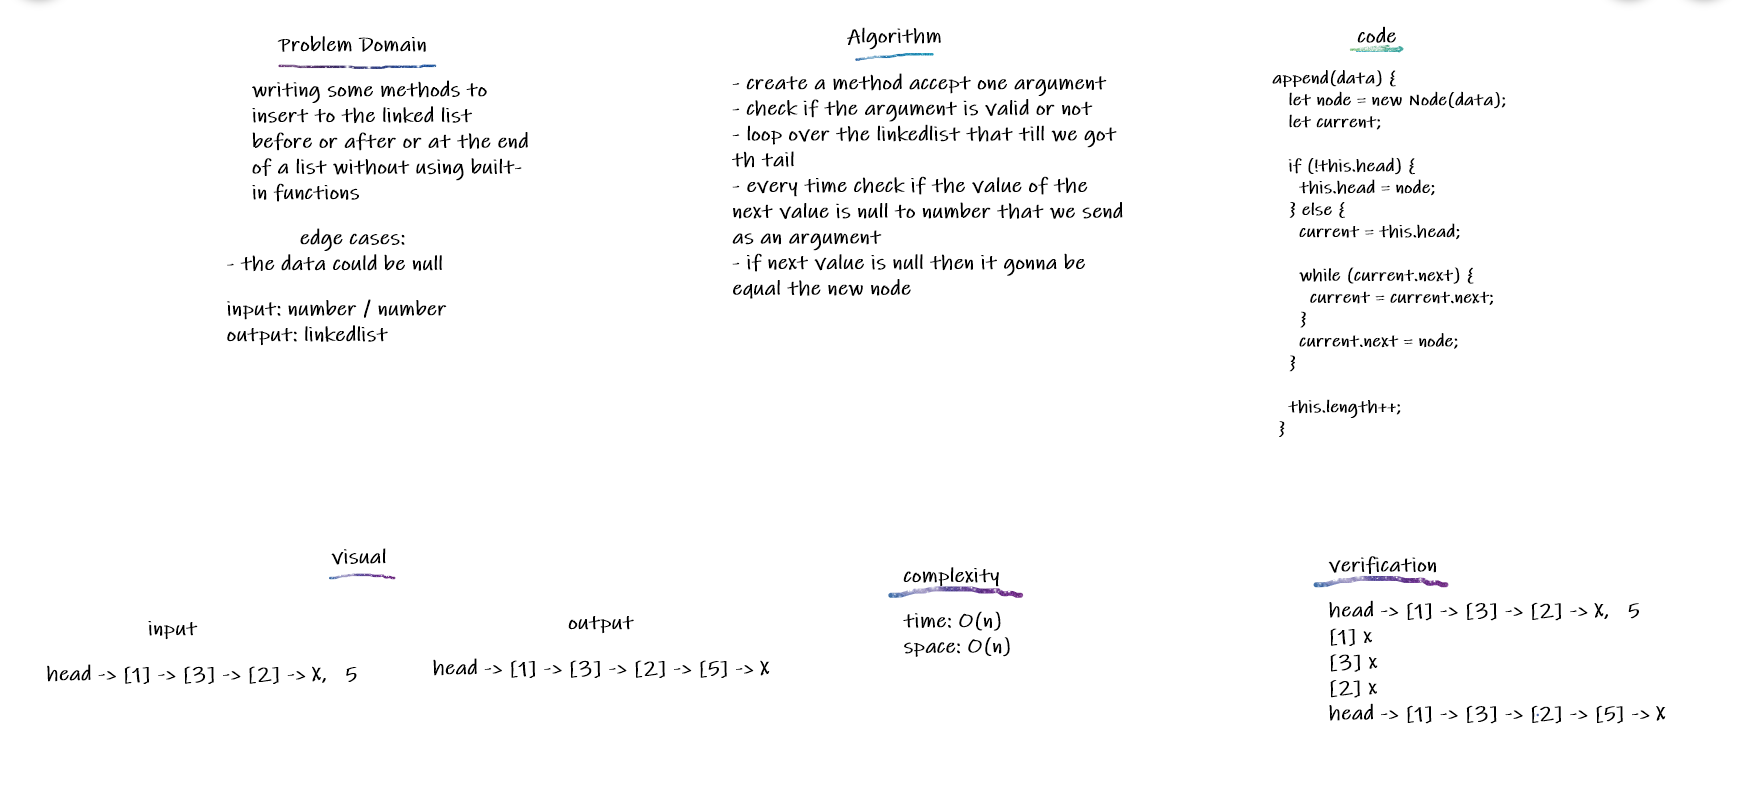 Problem Domain
writing some methods to
insert to the linked list
before or after or at the end
of a list without using built-
in functions
edge cases:
- the data could be null
input: number / number
output: linkedlist
Algorithm
- create a method accept one argument
- check if the argument is valid or not
- loop over the linkedlist that till we got
th tail
- every time check if the value of the
next value is null to number that we send
as an argument
- if next value is null then it gonna be
equal the new node
code
append(data) {
let node = new Node(data);
let current;
if (!this.head) {
this.head = node;
} else {
current = this.head;
while (current.next) {
current = current.next;
}
current.next = node;
}
this.length++;
}
visual
input
head -> [1] -> [3] -> [2] -> X, 5
output
head -> [1] -> [3] -> [2] -> [5] -> X
complexity
time: O(n)
space: O(n)
verification
head -> [1] -> [3] -> [2] -> X, 5
[1] x
[3] x
[2] x
head -> [1] -> [3] -> [2] -> [5] -> X